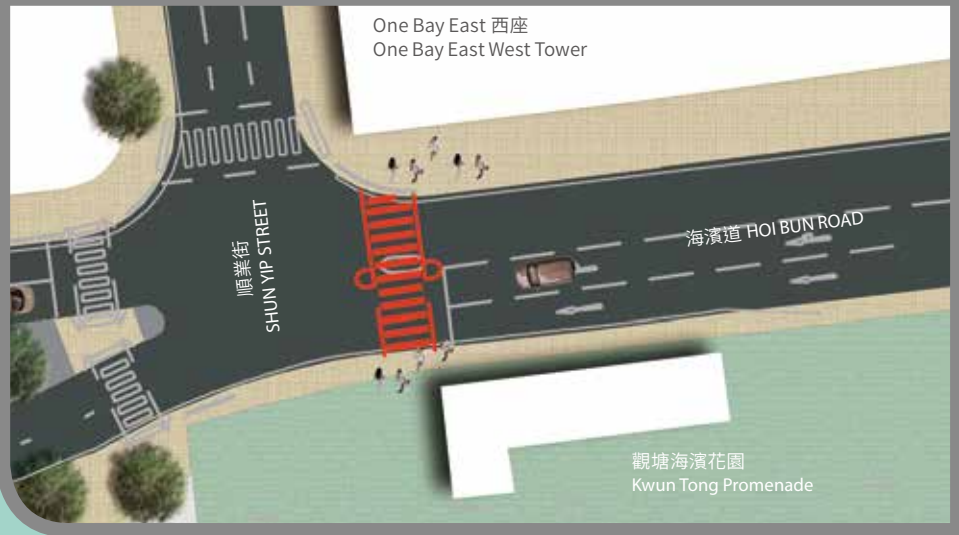 One Bay East 西座
One Bay East West Tower
順業街
SHUN YIP STREET
海濱道 HOI BUN ROAD
觀塘海濱花園
Kwun Tong Promenade